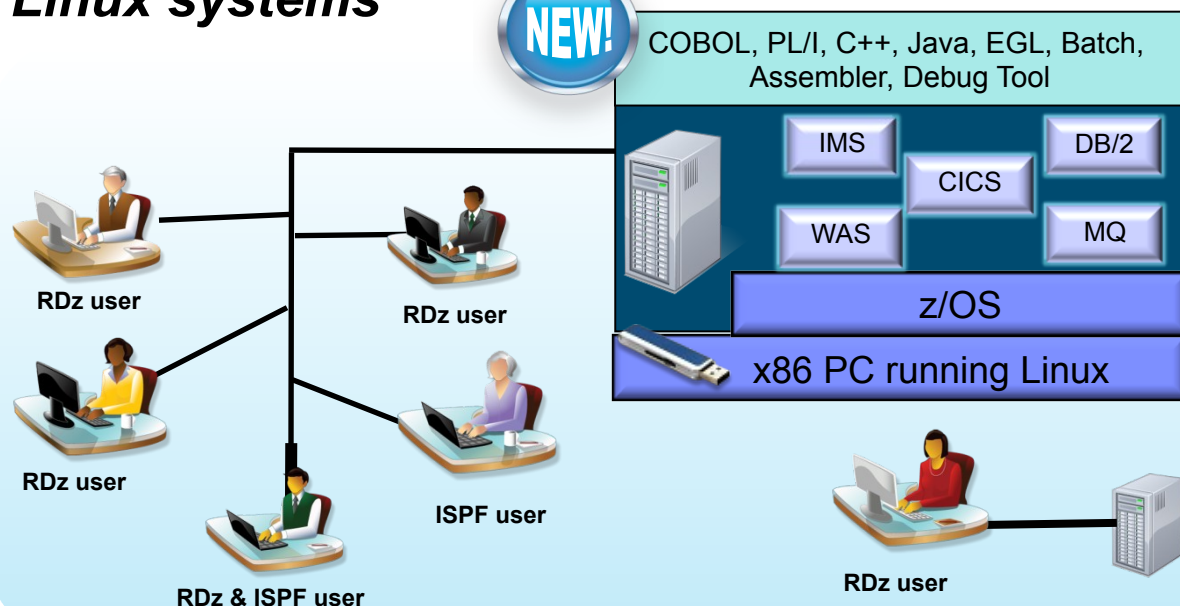 Linux systems
NEW!
COBOL, PL/I, C++, Java, EGL, Batch,
Assembler, Debug Tool
IMS
DB/2
CICS
WAS
MQ
z/OS
x86 PC running Linux
RDz user
RDz user
RDz user
ISPF user
RDz & ISPF user
RDz user